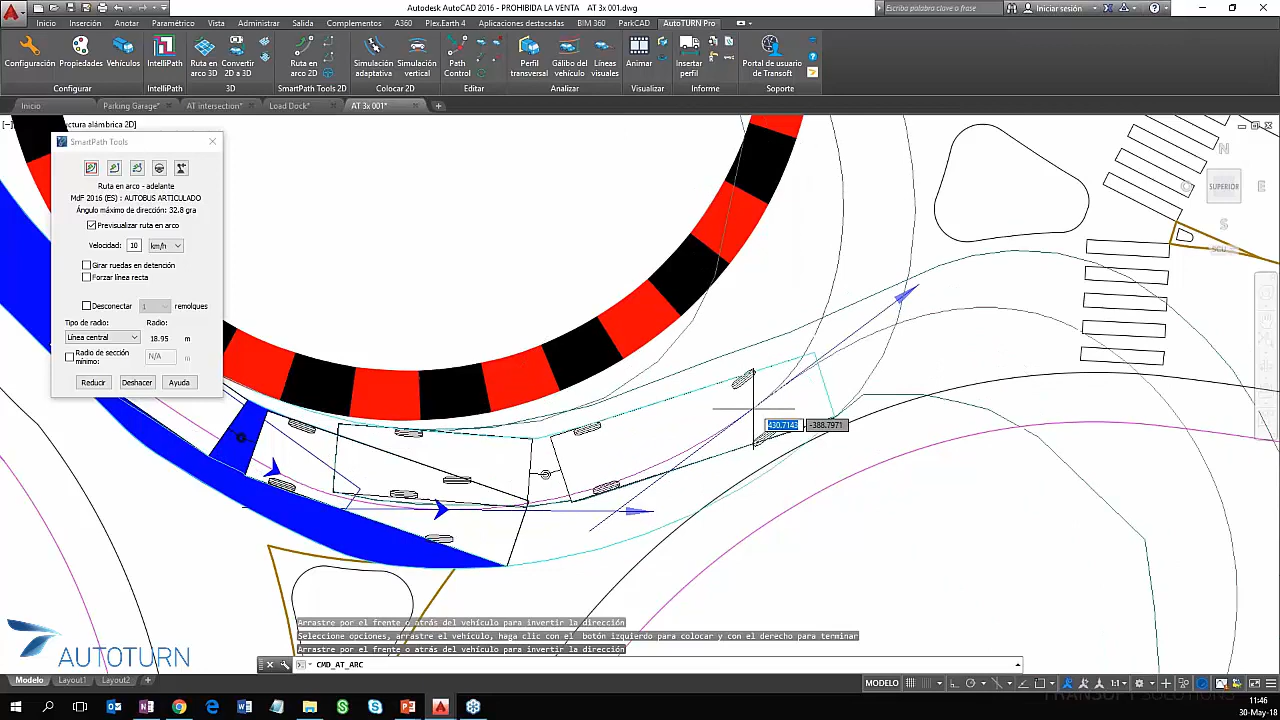 Autodesk AutoCAD 2016 - PROHIBIDA LA VENTA AT 3x 001.dwg
Escriba palabra clave o frase
Iniciar sesión
Inicio Inserción Anotar Paramétrico Vista Administrar Salida Complementos A360 Plex.Earth 4 Aplicaciones destacadas BIM 360 ParkCAD AutoTURN Pro
Configuración
Propiedades
Vehículos
IntelliPath
Ruta en arco 3D
Convertir 2D a 3D
Ruta en arco 2D
Simulación adaptativa
Simulación vertical
Path Control
Perfil transversal
Gálibo del vehículo
Líneas visuales
Animar
Insertar perfil
Portal de usuario de Transoft
Configurar IntelliPath 3D SmartPath Tools 2D Colocar 2D Editar Analizar Visualizar Informe Soporte
Inicio Parking Garage* AT intersection* Load Dock* AT 3x 001*
uctura alámbrica 2D]
SmartPath Tools
Ruta en arco - adelante
MdF 2016 (ES) : AUTOBUS ARTICULADO
Ángulo máximo de dirección: 32.8 gra
Previsualizar ruta en arco
Velocidad: 10 km/h
Girar ruedas en detención
Forzar línea recta
Desconectar 1 remolques
Tipo de radio: Radio:
Línea central 18.95 m
Radio de sección mínimo: N/A m
Reducir Deshacer Ayuda
N
SUPERIOR
S
430.7143 -388.7971
Arrastre por el frente o atrás del vehículo para invertir la dirección
Seleccione opciones, arrastre el vehículo, haga clic con el botón izquierdo para colocar y con el derecho para terminar
Arrastre por el frente o atrás del vehículo para invertir la dirección
CMD_AT_ARC
AUTOTURN
Modelo Layout1 Layout2
MODELO
1:1
TRANSOFT SOLUTIONS
11:46
30-May-18